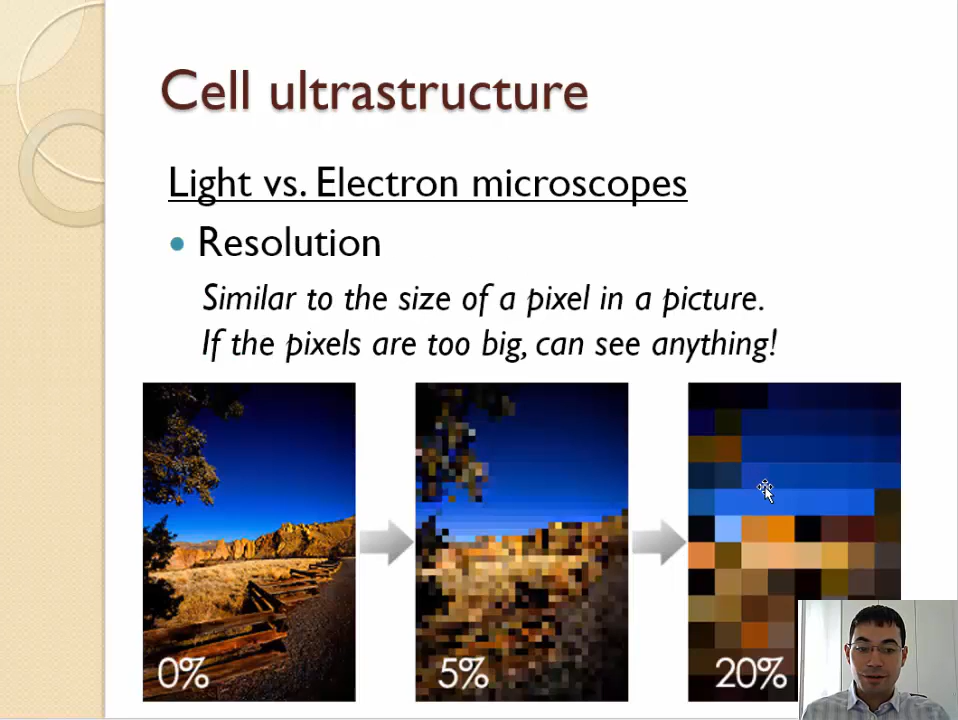 Cell ultrastructure
Light vs. Electron microscopes
Resolution
Similar to the size of a pixel in a picture.
If the pixels are too big, can see anything!
0%
5%
20%